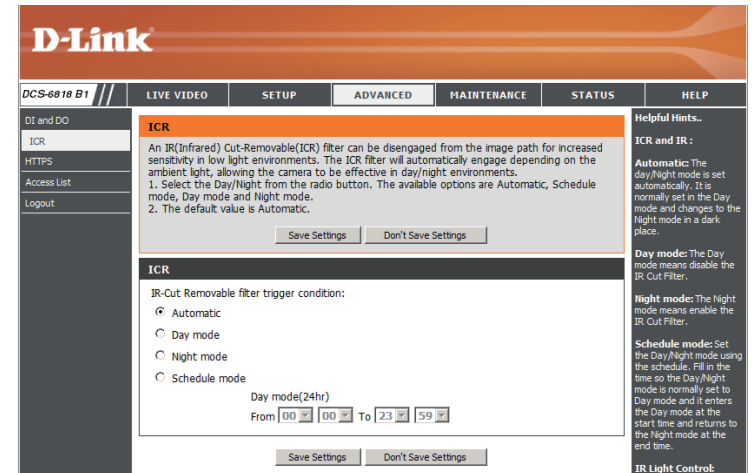 D-Link
DCS-6818 B1
LIVE VIDEO
SETUP
ADVANCED
MAINTENANCE
STATUS
HELP
DI and DO
ICR
HTTPS
Access List
Logout
ICR
An IR(Infrared) Cut-Removable(ICR) filter can be disengaged from the image path for increased
sensitivity in low light environments. The ICR filter will automatically engage depending on the
ambient light, allowing the camera to be effective in day/night environments.
1. Select the Day/Night from the radio button. The available options are Automatic, Schedule
mode, Day mode and Night mode.
2. The default value is Automatic.
Save Settings
Don't Save Settings
ICR
IR-Cut Removable filter trigger condition:
Automatic
Day mode
Night mode
Schedule mode
Day mode(24hr)
From 00 00 To 23 59
Save Settings
Don't Save Settings
Helpful Hints..
ICR and IR :
Automatic: The
day/Night mode is set
automatically. It is
normally set in the Day
mode and changes to the
Night mode in a dark
place.
Day mode: The Day
mode means disable the
IR Cut Filter.
Night mode: The Night
mode means enable the
IR Cut Filter.
Schedule mode: Set
the Day/Night mode using
the schedule. Fill in the
time so the Day/Night
mode is normally set to
Day mode and it enters
the Day mode at the
start time and returns to
the Night mode at the
end time.
IR Light Control: